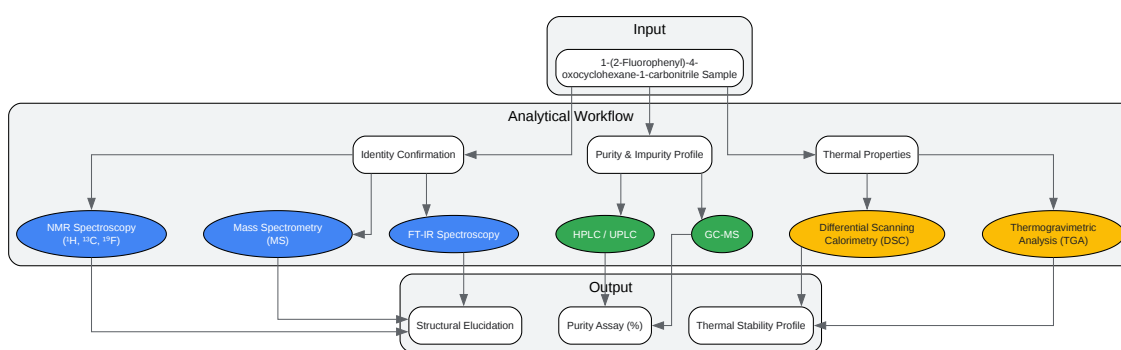 Input
1-(2-Fluorophenyl)-4-
oxocyclohexane-1-carbonitrile Sample
Analytical Workflow
Identity Confirmation
Purity & Impurity Profile
Thermal Properties
NMR Spectroscopy
(¹H, ¹³C, ¹⁹F)
Mass Spectrometry
(MS)
FT-IR Spectroscopy
HPLC / UPLC
GC-MS
Differential Scanning
Calorimetry (DSC)
Thermogravimetric
Analysis (TGA)
Output
Structural Elucidation
Purity Assay (%)
Thermal Stability Profile